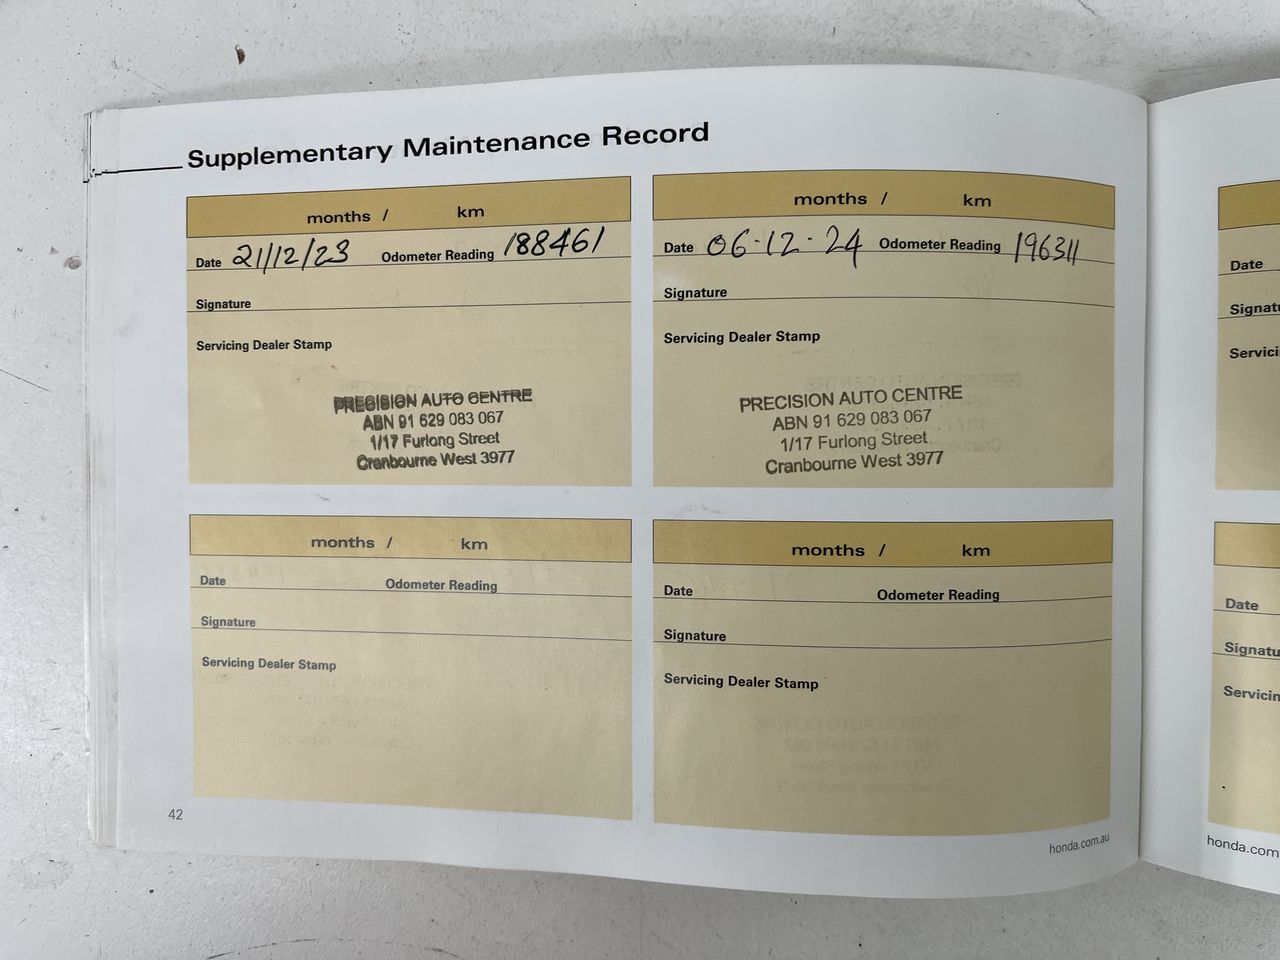 Supplementary Maintenance Record
months / km
Date 21/12/23 Odometer Reading 188461
Signature
Servicing Dealer Stamp
PRECISION AUTO CENTRE
ABN 91 629 083 067
1/17 Furlong Street
Cranbourne West 3977
months / km
Date 06-12-24 Odometer Reading 196311
Signature
Servicing Dealer Stamp
PRECISION AUTO CENTRE
ABN 91 629 083 067
1/17 Furlong Street
Cranbourne West 3977
months / km
Date Odometer Reading
Signature
Servicing Dealer Stamp
months / km
Date Odometer Reading
Signature
Servicing Dealer Stamp
42
honda.com.au
Date
Signatu
Servici
Date
Signatu
Servicin
honda.com